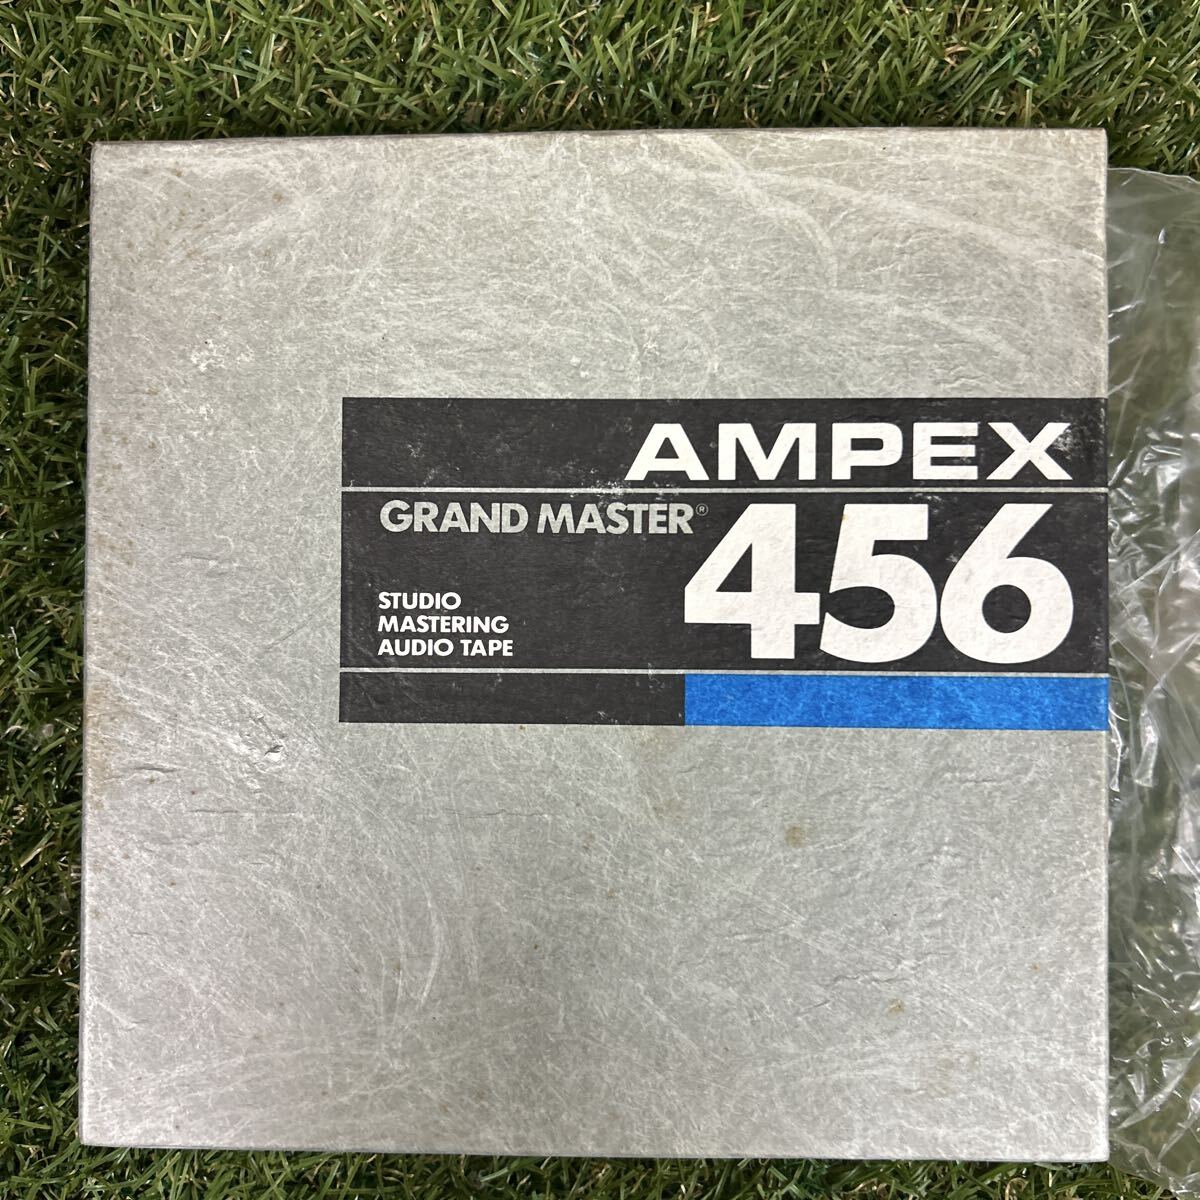 AMPEX
GRAND MASTER®
456
STUDIO
MASTERING
AUDIO TAPE